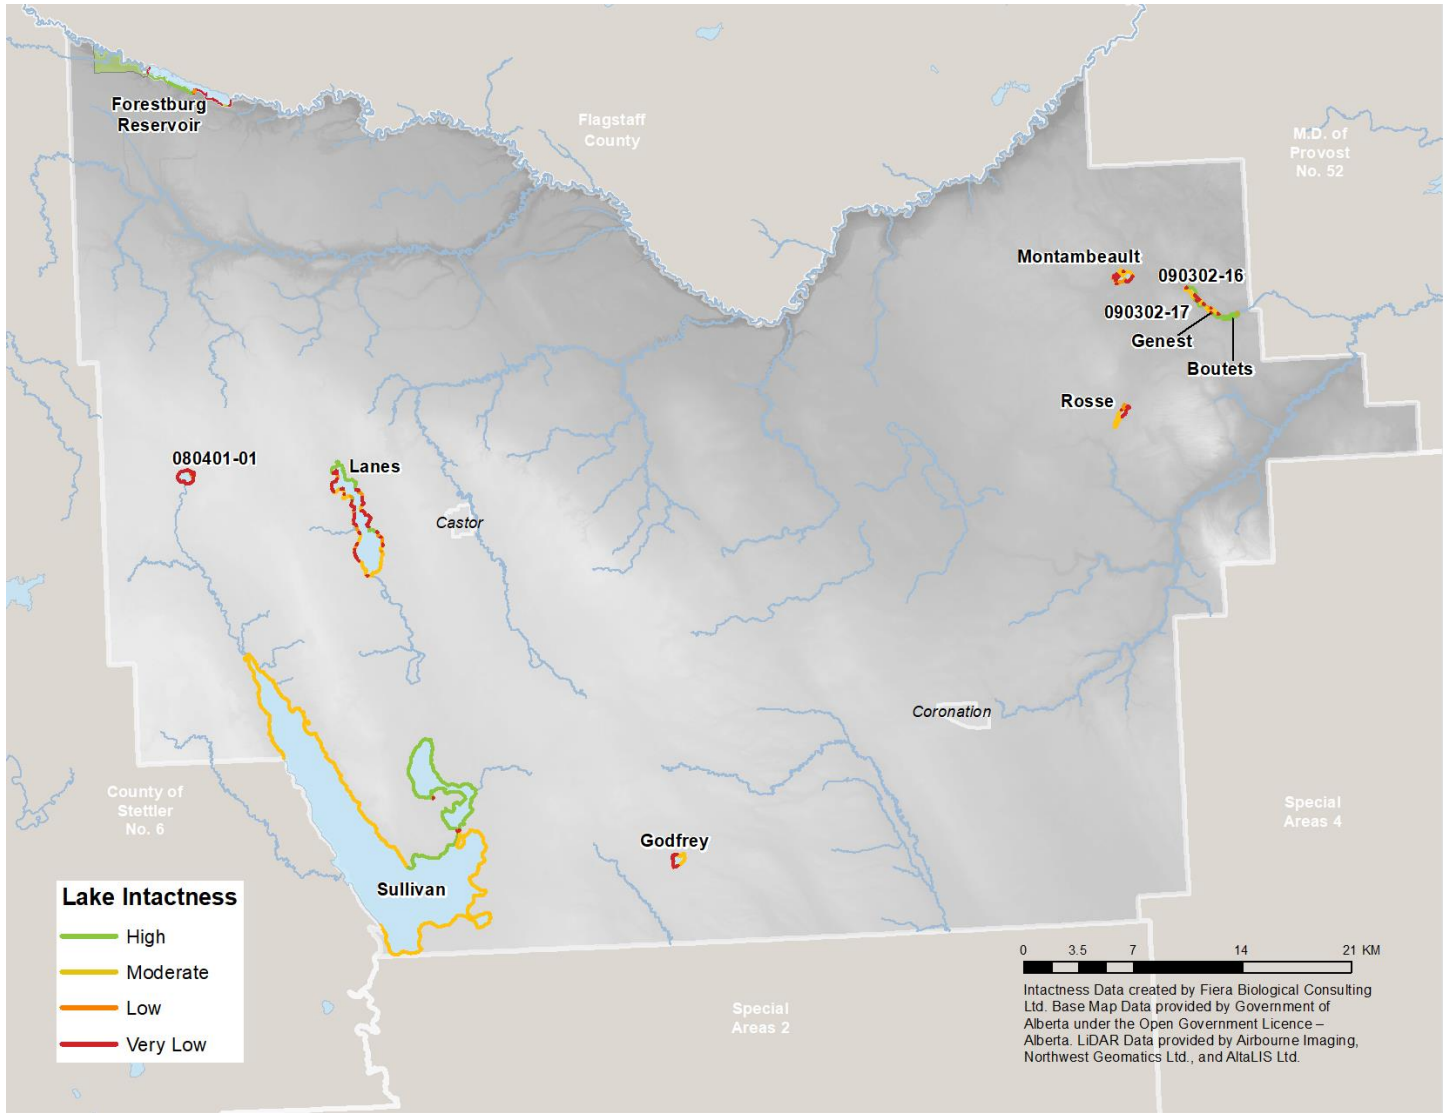 Forestburg
Reservoir
Flagstaff
County
M.D. of
Provost
No. 52
Montambeault
090302-16
090302-17
Genest
Boutets
Rosse
080401-01
Lanes
Castor
Coronation
County of
Stettler
No. 6
Special
Areas 4
Godfrey
Sullivan
Lake Intactness
High
Moderate
Low
Very Low
0 3.5 7 14 21 KM
Intactness Data created by Fiera Biological Consulting
Ltd. Base Map Data provided by Government of
Alberta under the Open Government Licence –
Alberta. LiDAR Data provided by Airbourne Imaging,
Northwest Geomatics Ltd., and AltaLIS Ltd.
Special
Areas 2